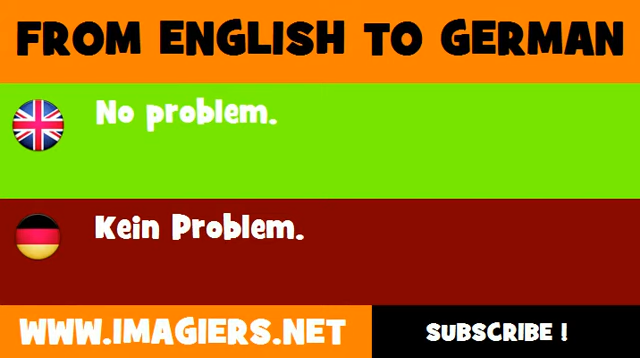 FROM ENGLISH TO GERMAN
No problem.
Kein Problem.
WWW.IMAGIERS.NET
SUBSCRIBE !